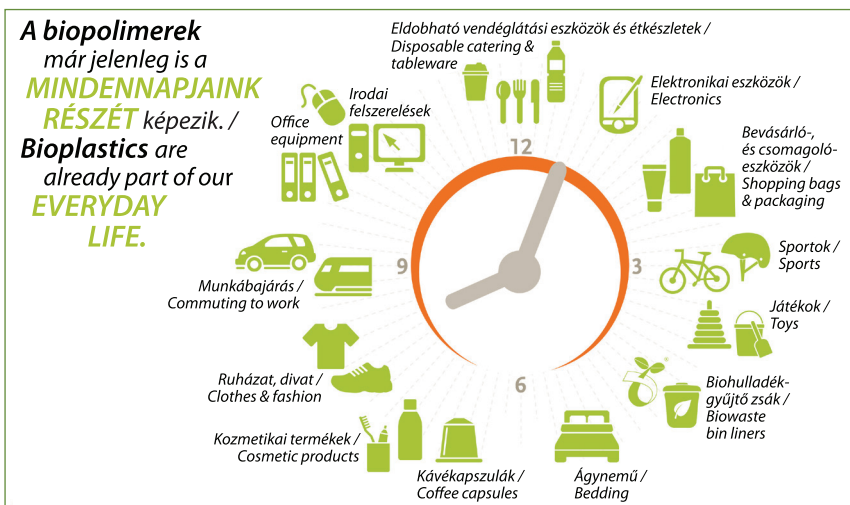 A biopolimerek
már jelenleg is a
MINDENNAPJAINK
RÉSZÉT képezik. /
Bioplastics are
already part of our
EVERYDAY
LIFE.
Eldobható vendéglátási eszközök és étkészletek /
Disposable catering &
tableware
Elektronikai eszközök /
Electronics
Bevásárló-,
és csomagoló-
eszközök /
Shopping bags
& packaging
Sportok /
Sports
Játékok /
Toys
Biohulladék-
gyűjtő zsák /
Biowaste
bin liners
Ágynemű /
Bedding
Kávékapszulák /
Coffee capsules
Kozmetikai termékek /
Cosmetic products
Ruházat, divat /
Clothes & fashion
Munkábajárás /
Commuting to work
Irodai
felszerelések
Office
equipment
12
3
6
9